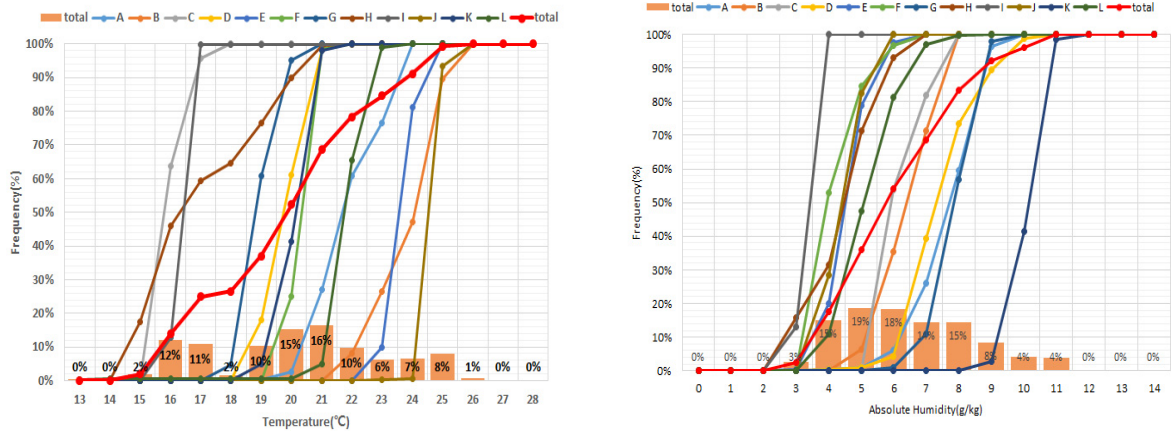 total A B C D E F G H I J K L total
100%
90%
80%
70%
60%
50%
40%
30%
20%
10%
0%
Frequency(%)
0% 0% 2% 12% 11% 2% 10% 15% 16% 10% 6% 7% 8% 1% 0% 0%
13 14 15 16 17 18 19 20 21 22 23 24 25 26 27 28
Temperature(℃)
total A B C D E F G H I J K L total
100%
90%
80%
70%
60%
50%
40%
30%
20%
10%
0%
Frequency(%)
0% 0% 0% 3% 15% 19% 18% 14% 15% 8% 4% 4% 0% 0% 0%
0 1 2 3 4 5 6 7 8 9 10 11 12 13 14
Absolute Humidity(g/kg)